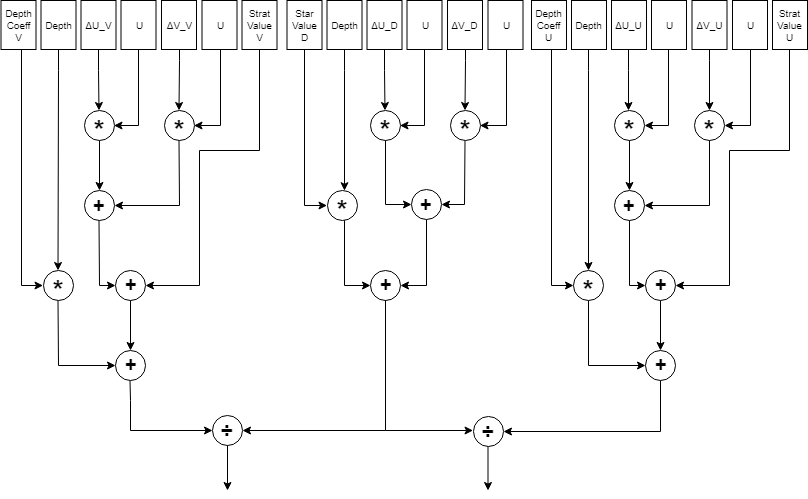 Depth
Coeff
V
Depth
ΔU_V
U
ΔV_V
U
Strat
Value
V
Star
Value
D
Depth
ΔU_D
U
ΔV_D
U
Depth
Coeff
U
Depth
ΔU_U
U
ΔV_U
U
Strat
Value
U
* * * * * *
+ * + +
* + + * +
+ +
÷ ÷